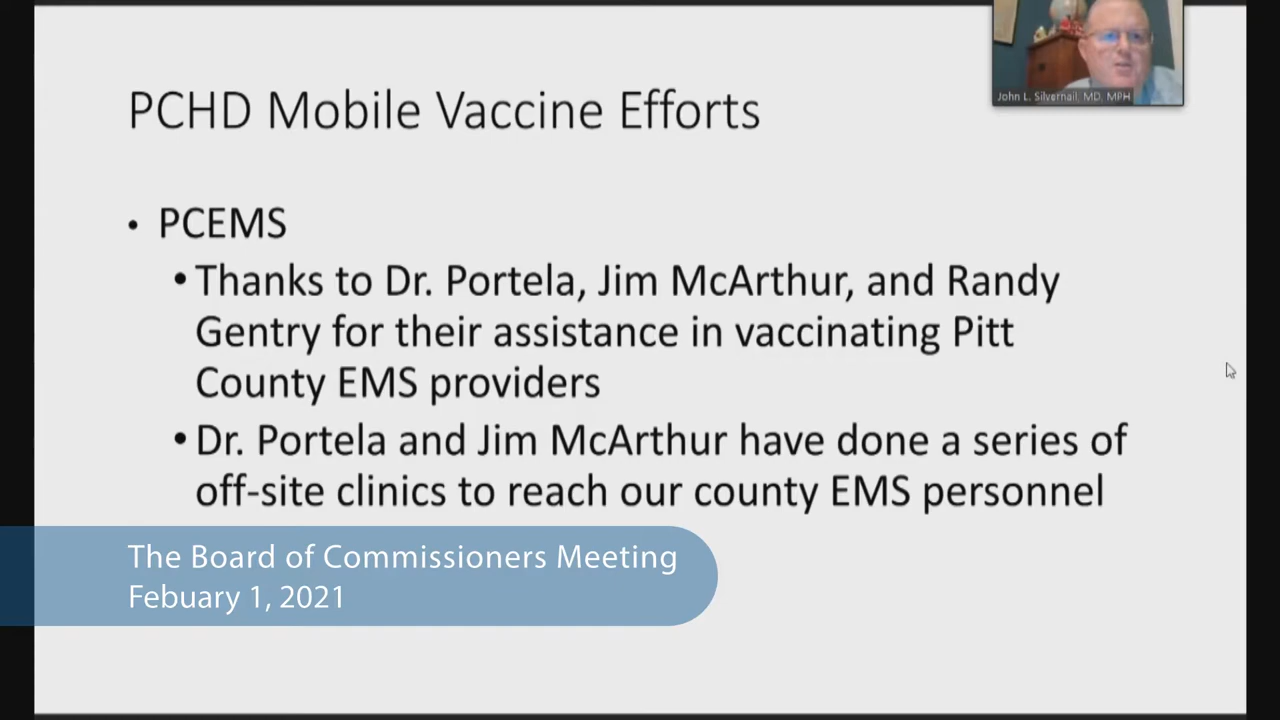 John L. Silvernail, MD, MPH
PCHD Mobile Vaccine Efforts
• PCEMS
• Thanks to Dr. Portela, Jim McArthur, and Randy
Gentry for their assistance in vaccinating Pitt
County EMS providers
• Dr. Portela and Jim McArthur have done a series of
off-site clinics to reach our county EMS personnel
The Board of Commissioners Meeting
Febuary 1, 2021